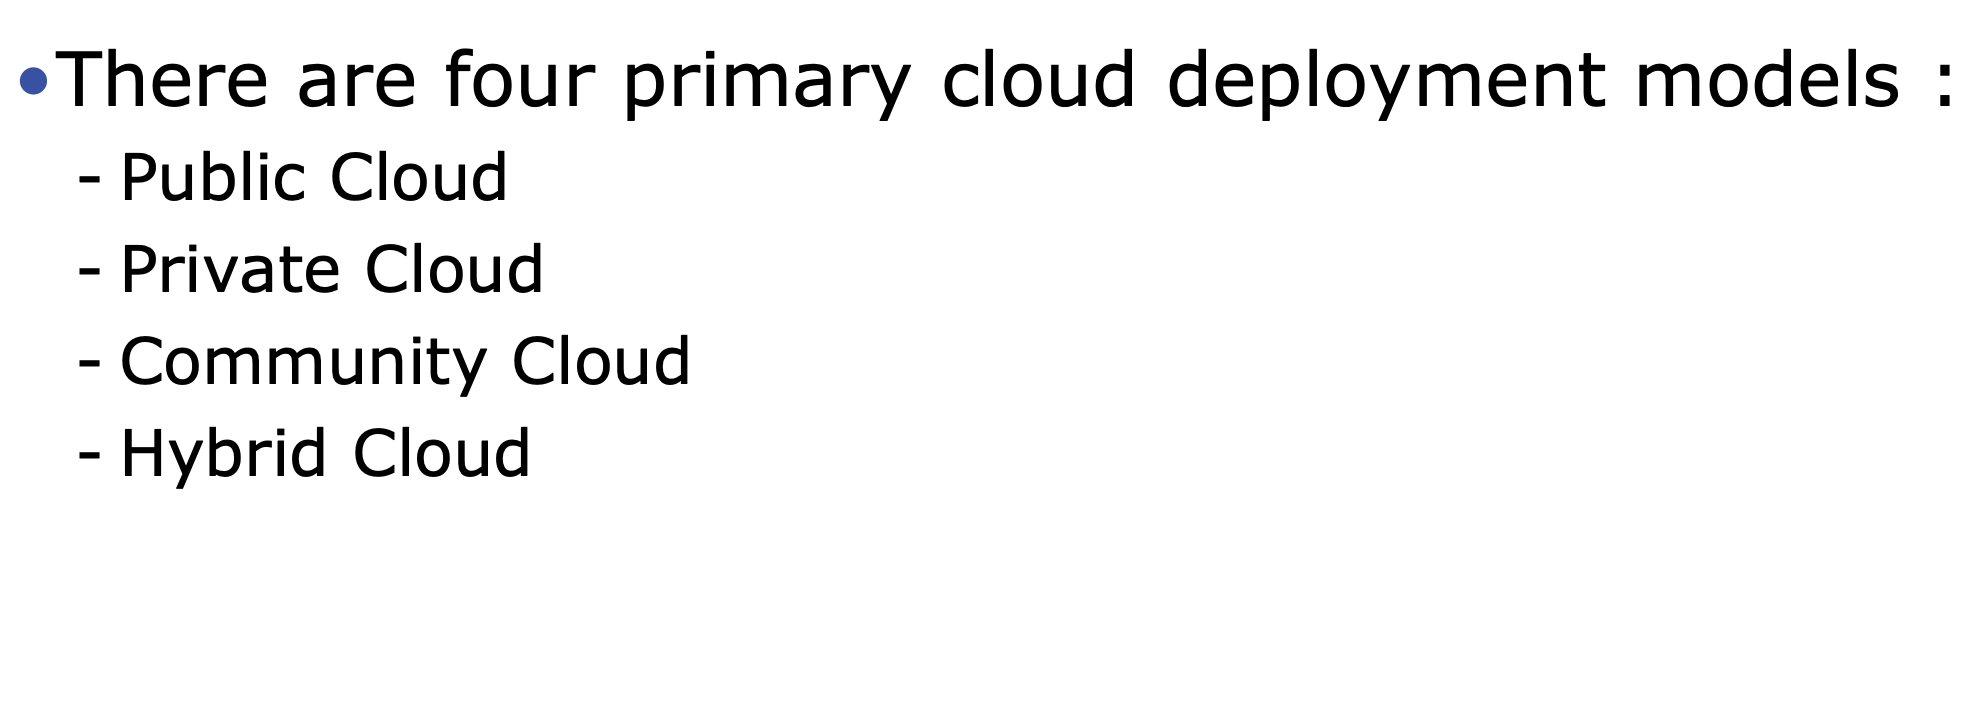 •There are four primary cloud deployment models :
- Public Cloud
- Private Cloud
- Community Cloud
- Hybrid Cloud